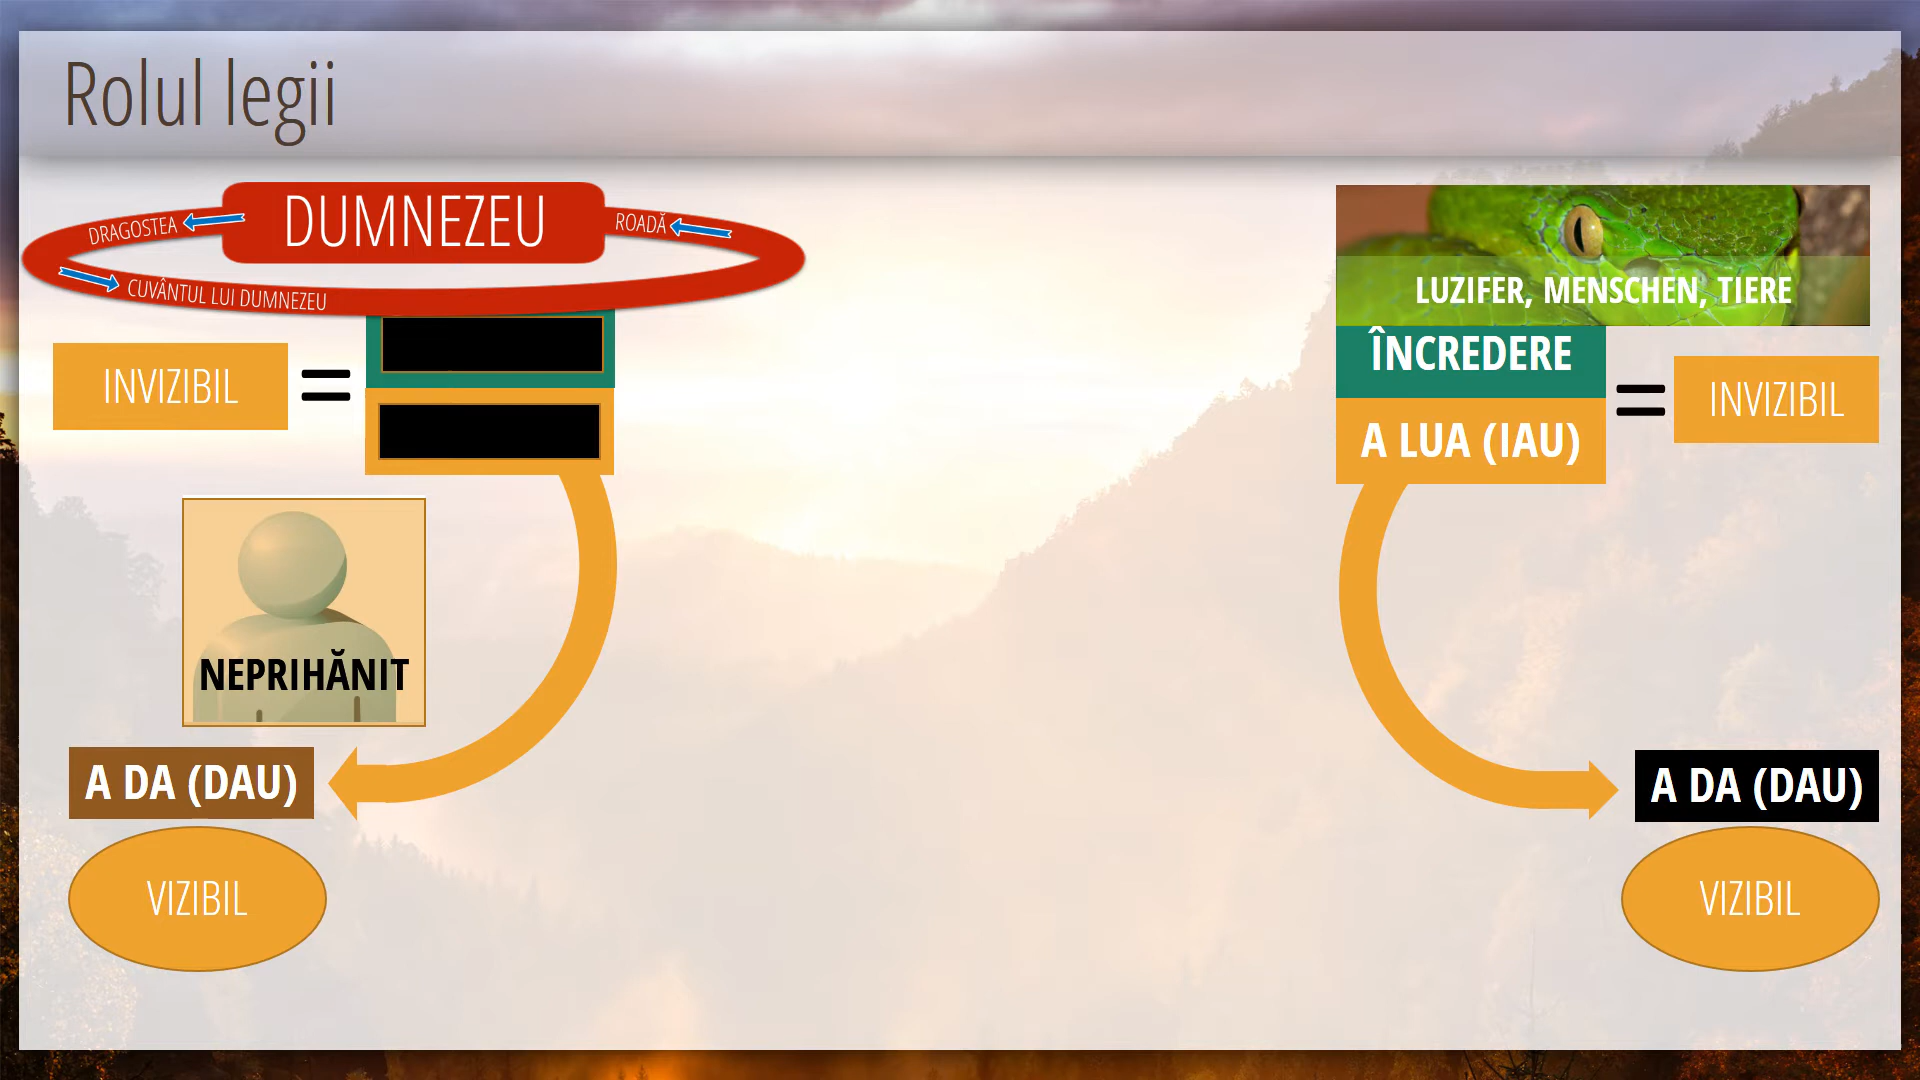 Rolul legii
DUMNEZEU
DRAGOSTEA
ROADĂ
CUVÂNTUL LUI DUMNEZEU
INVIZIBIL
=
NEPRIHĂNIT
A DA (DAU)
VIZIBIL
LUZIFER, MENSCHEN, TIERE
ÎNCREDERE
A LUA (IAU)
=
INVIZIBIL
A DA (DAU)
VIZIBIL